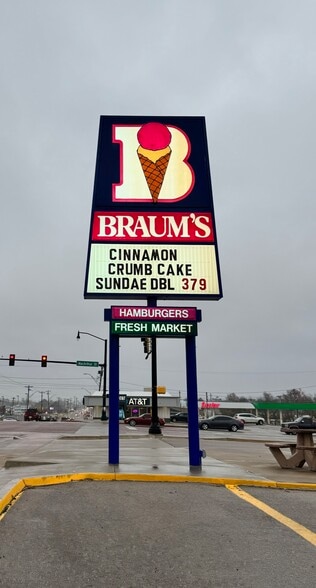 B
BRAUM'S
CINNAMON
CRUMB CAKE
SUNDAE DBL 379
HAMBURGERS
FRESH MARKET
AT&T